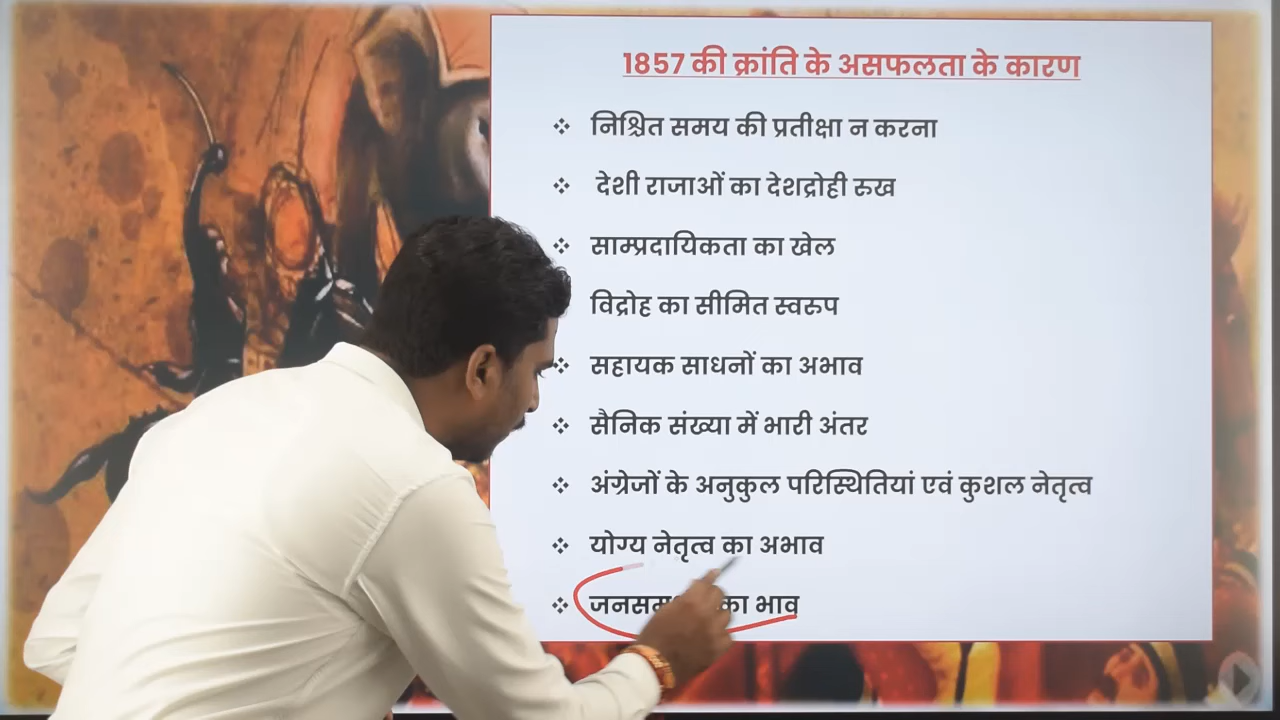 1857 की क्रांति के असफलता के कारण
निश्चित समय की प्रतीक्षा न करना
देशी राजाओं का देशद्रोही रुख
साम्प्रदायिकता का खेल
विद्रोह का सीमित स्वरुप
सहायक साधनों का अभाव
सैनिक संख्या में भारी अंतर
अंग्रेजों के अनुकुल परिस्थितियां एवं कुशल नेतृत्व
योग्य नेतृत्व का अभाव
का भाव